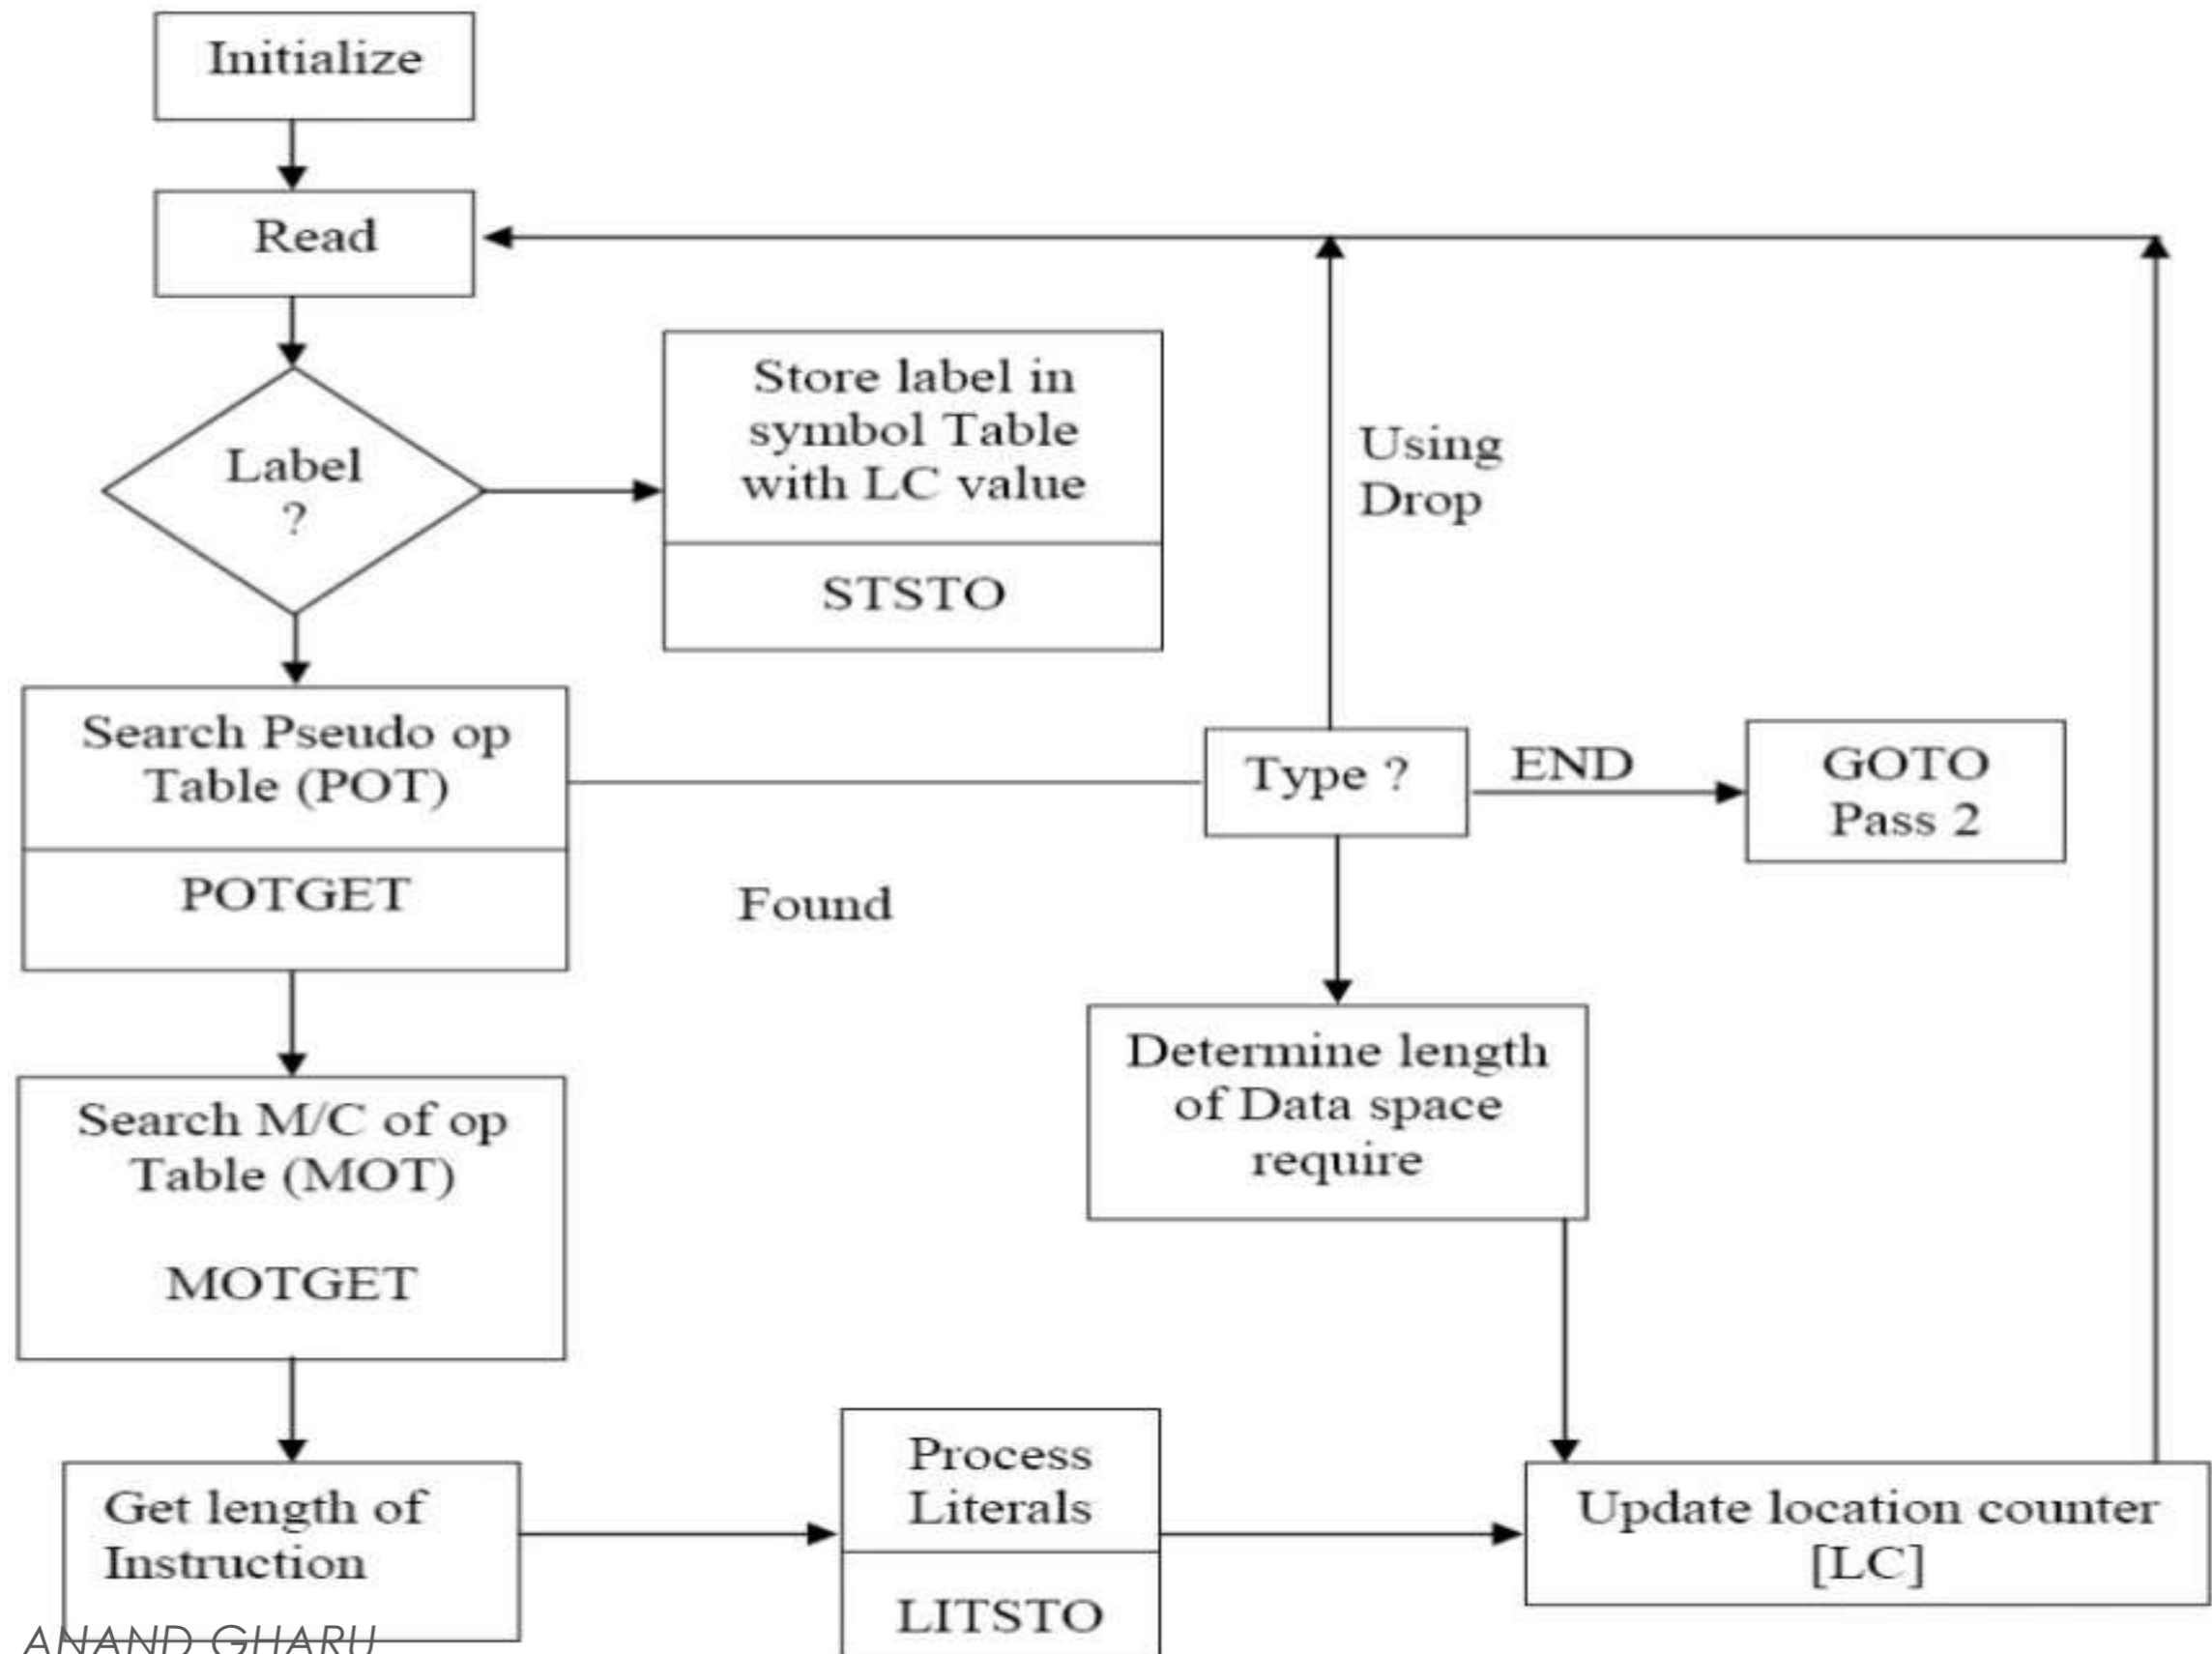 Initialize
Read
Label
?
Store label in
symbol Table
with LC value
STSTO
Using
Drop
Search Pseudo op
Table (POT)
POTGET
Found
Type ?
END
GOTO
Pass 2
Determine length
of Data space
require
Search M/C of op
Table (MOT)
MOTGET
Get length of
Instruction
Process
Literals
LITSTO
Update location counter
[LC]
ANAND GHARU